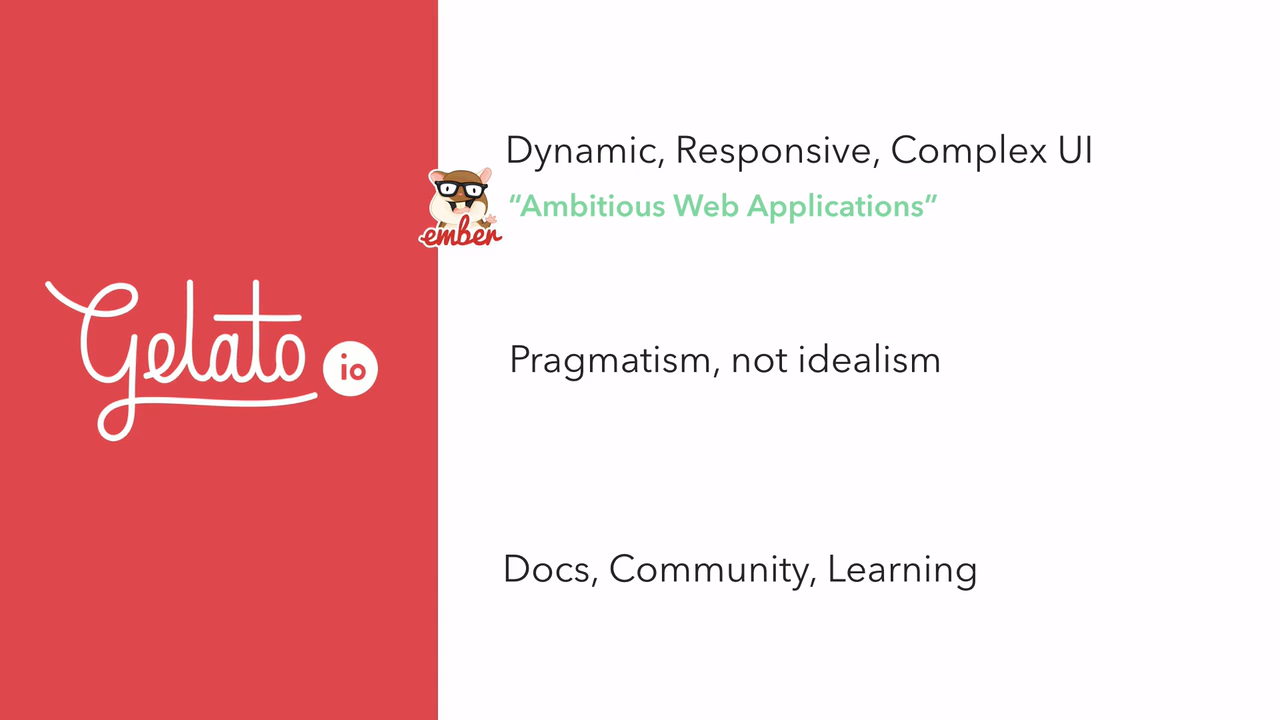 Gelato
io
Dynamic, Responsive, Complex UI
ember
“Ambitious Web Applications”
Pragmatism, not idealism
Docs, Community, Learning